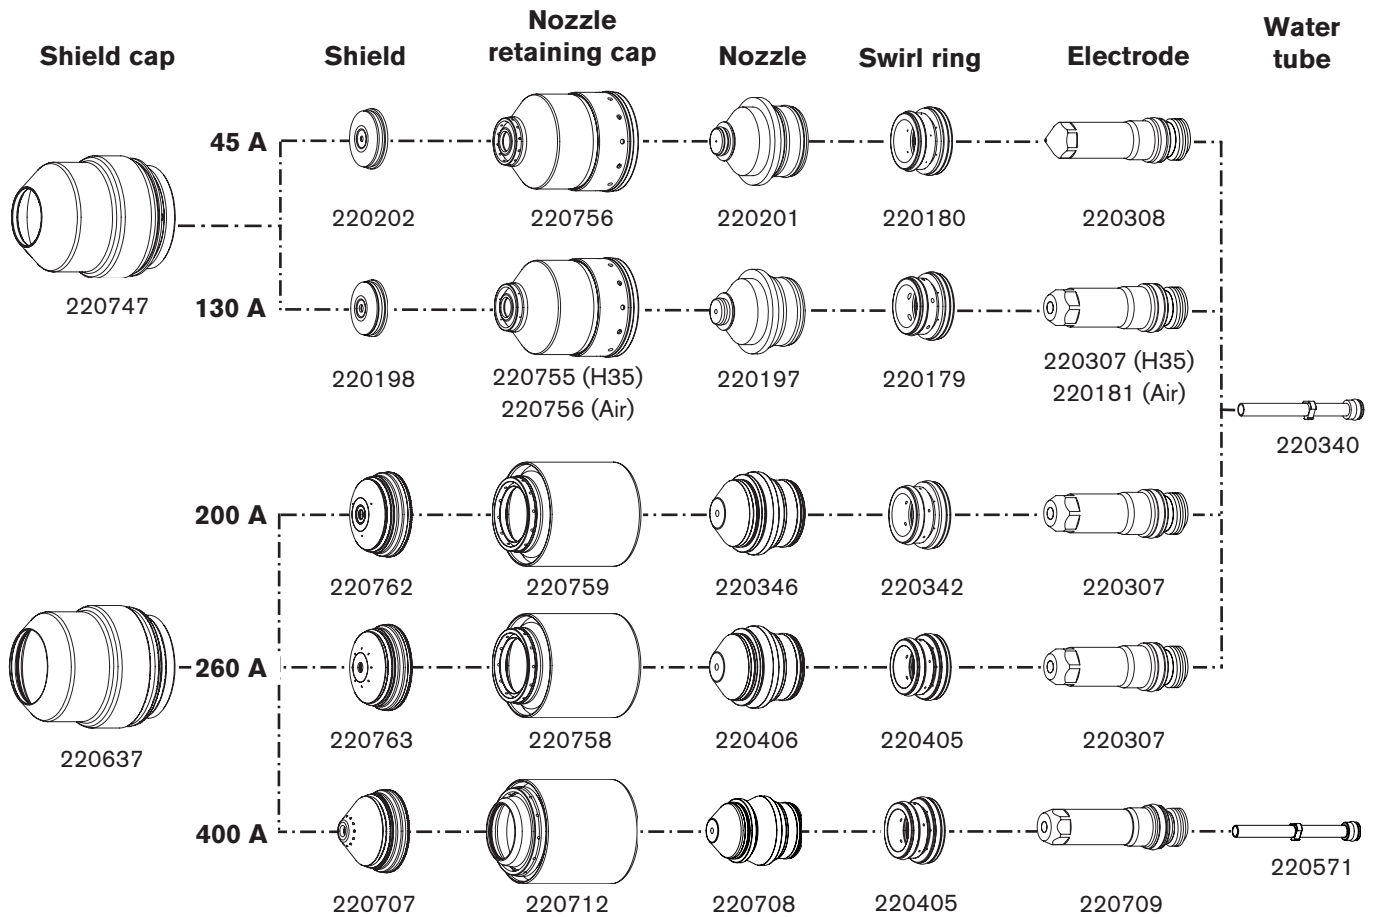 Shield cap
Shield
Nozzle
retaining cap
Nozzle
Swirl ring
Electrode
Water
tube
45 A
220202
220756
220201
220180
220308
220747
130 A
220198
220755 (H35)
220756 (Air)
220197
220179
220307 (H35)
220181 (Air)
220340
200 A
220762
220759
220346
220342
220307
260 A
220763
220758
220406
220405
220307
220637
400 A
220707
220712
220708
220405
220709
220571